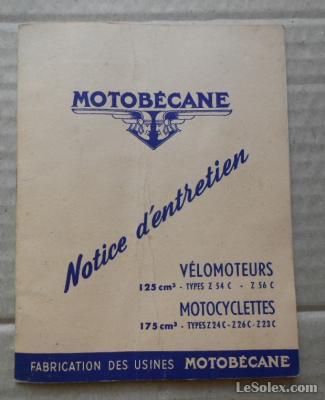 MOTOBÉCANE
Notice d'entretien
VÉLOMOTEURS
125 cm³ - TYPES Z 54 C - Z 56 C
MOTOCYCLETTES
175 cm³ - TYPES Z 24 C - Z 26 C - Z 23 C
FABRICATION DES USINES MOTOBÉCANE
LeSolex.com